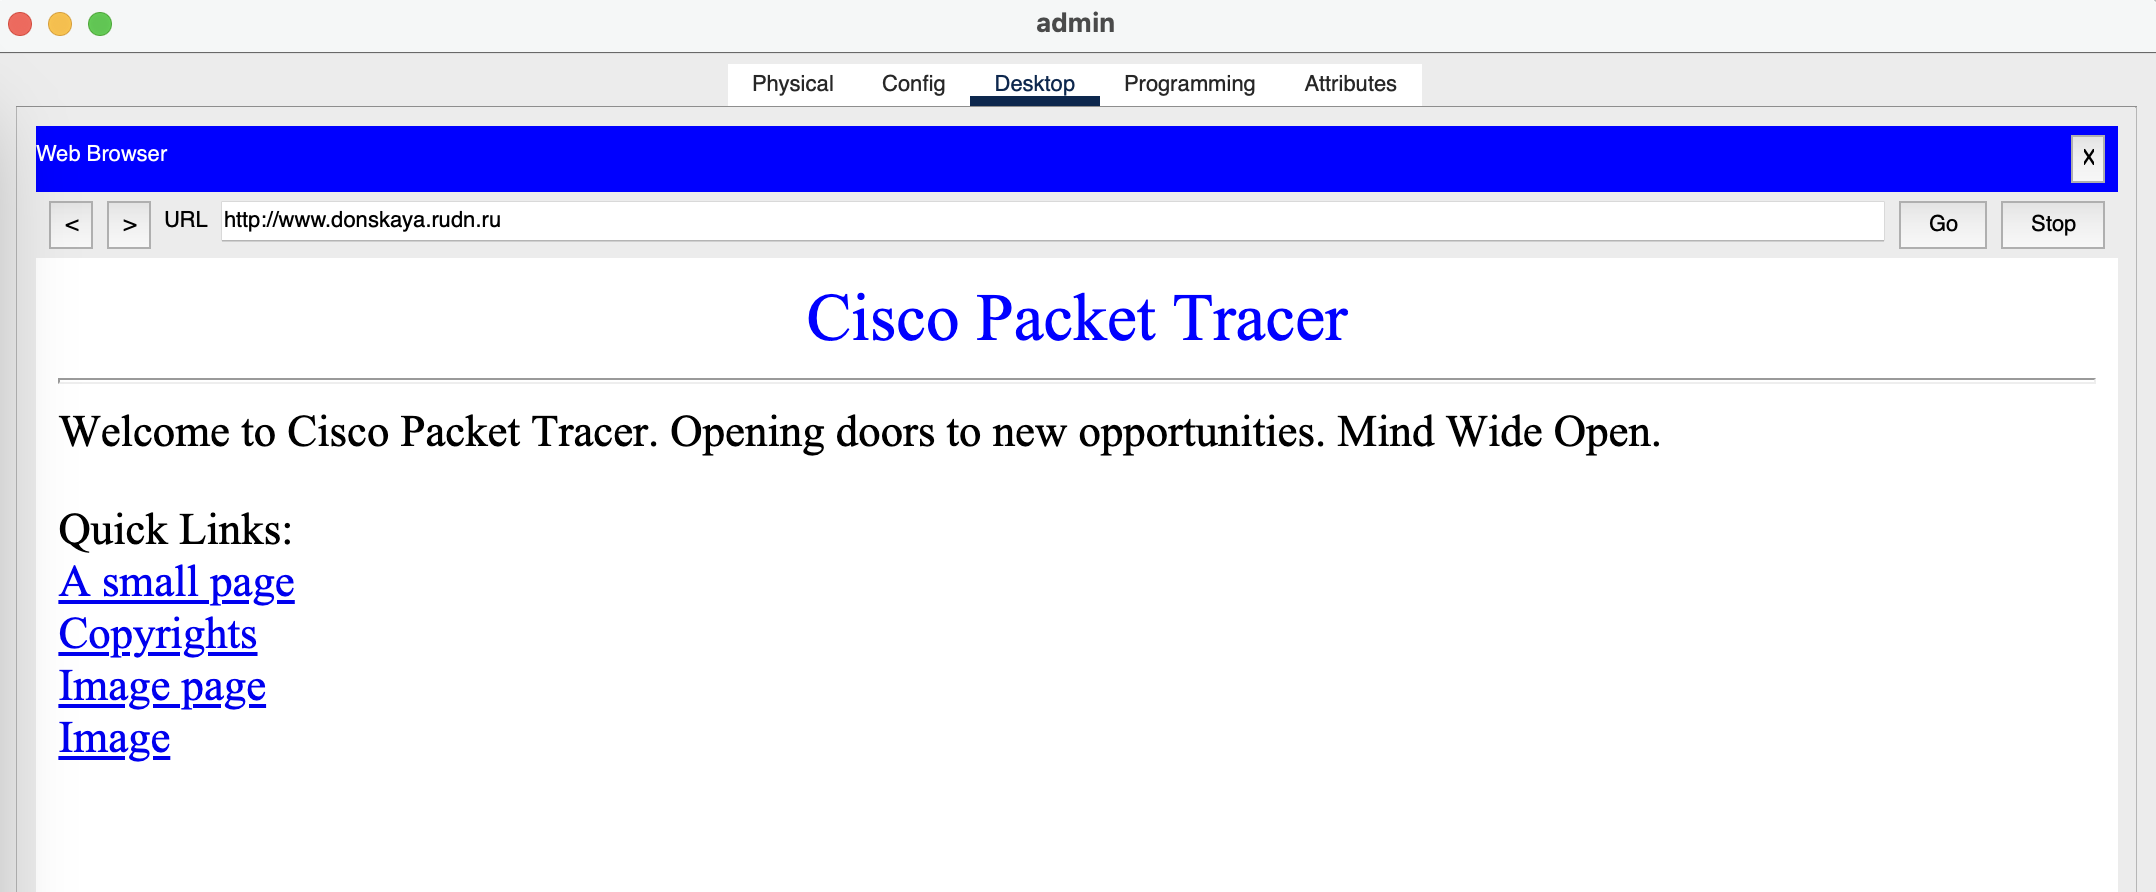 admin
Physical Config Desktop Programming Attributes
Web Browser X
< > URL http://www.donskaya.rudn.ru Go Stop
Cisco Packet Tracer
Welcome to Cisco Packet Tracer. Opening doors to new opportunities. Mind Wide Open.
Quick Links:
A small page
Copyrights
Image page
Image